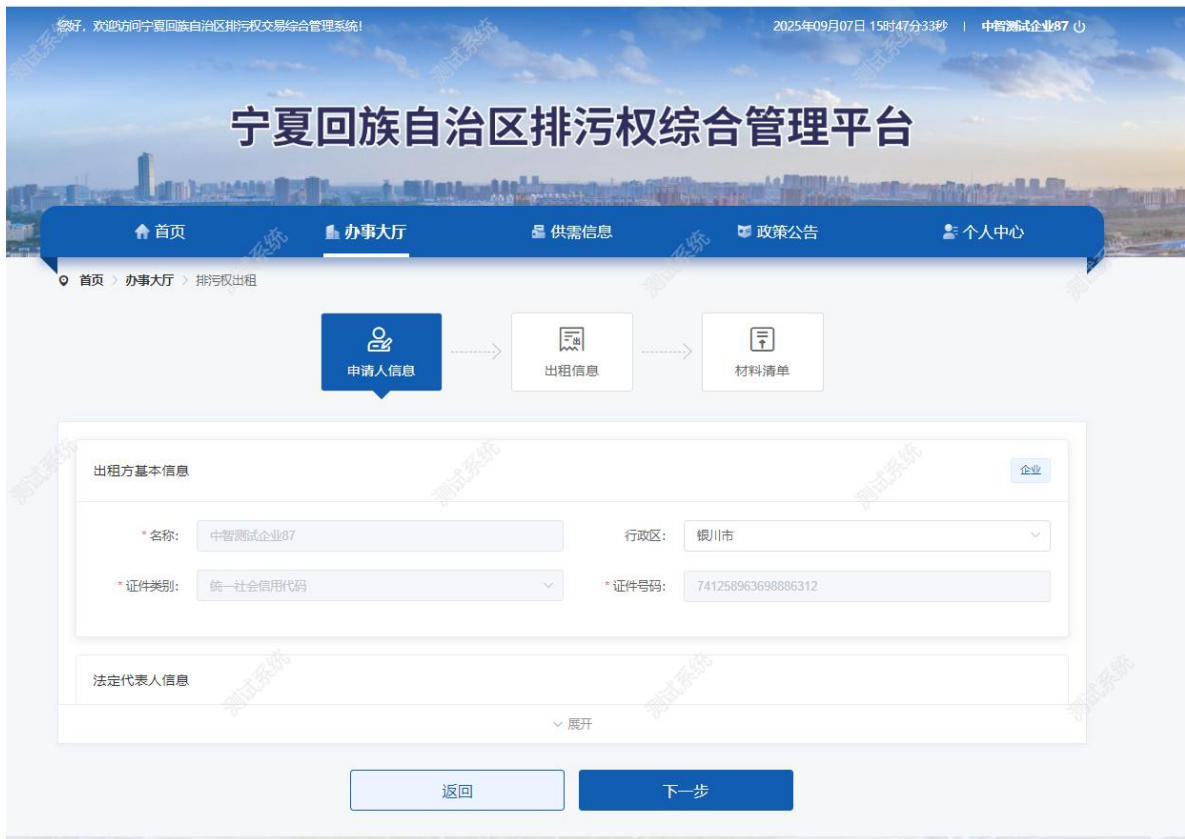 您好，欢迎访问宁夏回族自治区排污权交易综合管理系统！
2025年09月07日 15时47分33秒 | 中智测试企业87
宁夏回族自治区排污权综合管理平台
首页 办事大厅 供需信息 政策公告 个人中心
首页 > 办事大厅 > 排污权出租
申请人信息 出租信息 材料清单
出租方基本信息 企业
*名称： 中智测试企业87 行政区： 银川市
*证件类别： 统一社会信用代码 *证件号码： 741258963698886312
法定代表人信息
展开
返回 下一步
测试系统